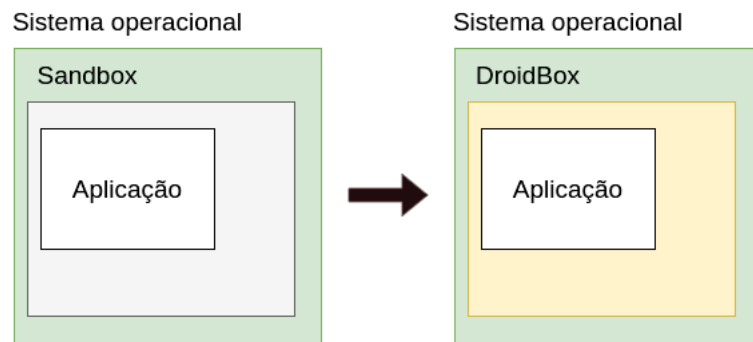 Sistema operacional
Sandbox
Aplicação
Sistema operacional
DroidBox
Aplicação